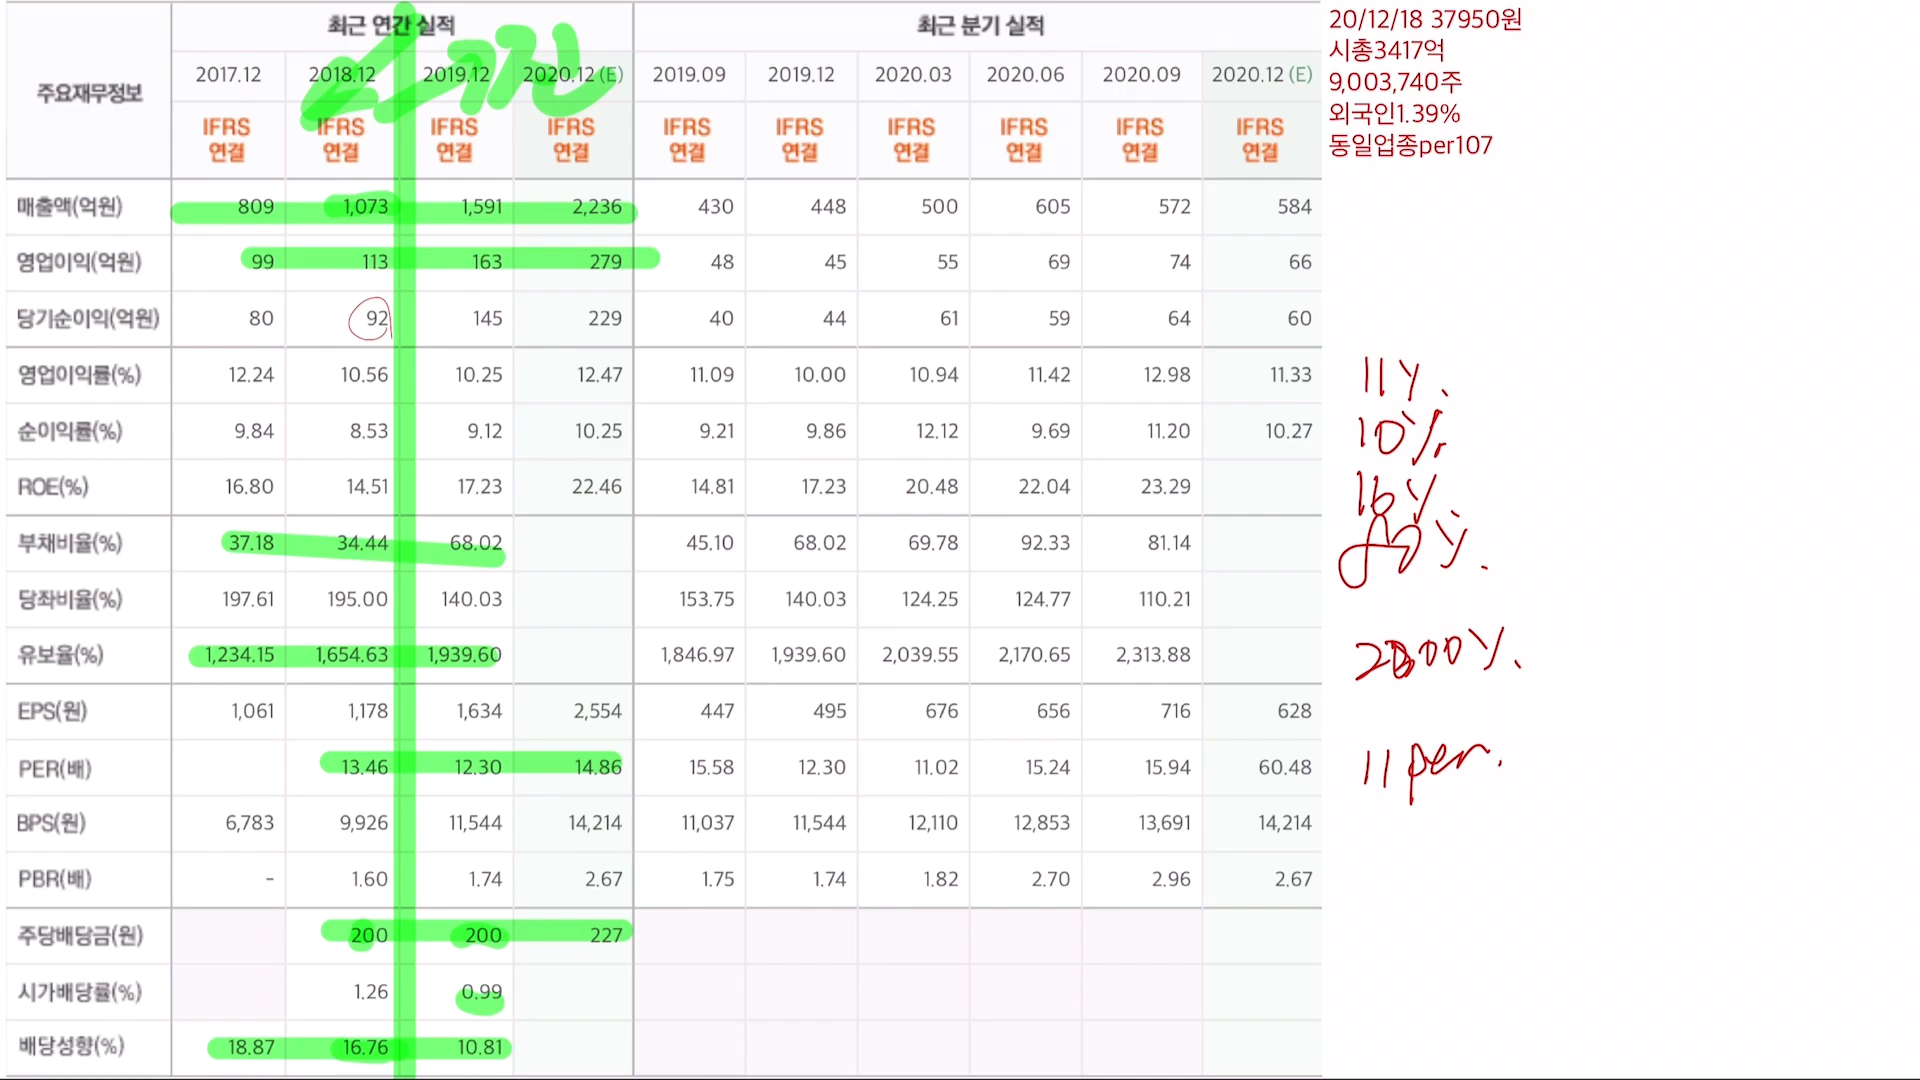 최근 연간 실적 최근 분기 실적
주요재무정보 2017.12 2018.12 2019.12 2020.12 (E) 2019.09 2019.12 2020.03 2020.06 2020.09 2020.12 (E)
IFRS IFRS IFRS IFRS IFRS IFRS IFRS IFRS IFRS IFRS
연결 연결 연결 연결 연결 연결 연결 연결 연결 연결
매출액(억원) 809 1,073 1,591 2,236 430 448 500 605 572 584
영업이익(억원) 99 113 163 279 48 45 55 69 74 66
당기순이익(억원) 80 92 145 229 40 44 61 59 64 60
영업이익률(%) 12.24 10.56 10.25 12.47 11.09 10.00 10.94 11.42 12.98 11.33
순이익률(%) 9.84 8.53 9.12 10.25 9.21 9.86 12.12 9.69 11.20 10.27
ROE(%) 16.80 14.51 17.23 22.46 14.81 17.23 20.48 22.04 23.29
부채비율(%) 37.18 34.44 68.02 45.10 68.02 69.78 92.33 81.14
당좌비율(%) 197.61 195.00 140.03 153.75 140.03 124.25 124.77 110.21
유보율(%) 1,234.15 1,654.63 1,939.60 1,846.97 1,939.60 2,039.55 2,170.65 2,313.88
EPS(원) 1,061 1,178 1,634 2,554 447 495 676 656 716 628
PER(배) 13.46 12.30 14.86 15.58 12.30 11.02 15.24 15.94 60.48
BPS(원) 6,783 9,926 11,544 14,214 11,037 11,544 12,110 12,853 13,691 14,214
PBR(배) - 1.60 1.74 2.67 1.75 1.74 1.82 2.70 2.96 2.67
주당배당금(원) 200 200 227
시가배당률(%) 1.26 0.99
배당성향(%) 18.87 16.76 10.81
20/12/18 37950원
시총3417억
9,003,740주
외국인1.39%
동일업종per107
11%.
10%
16%
11 per.